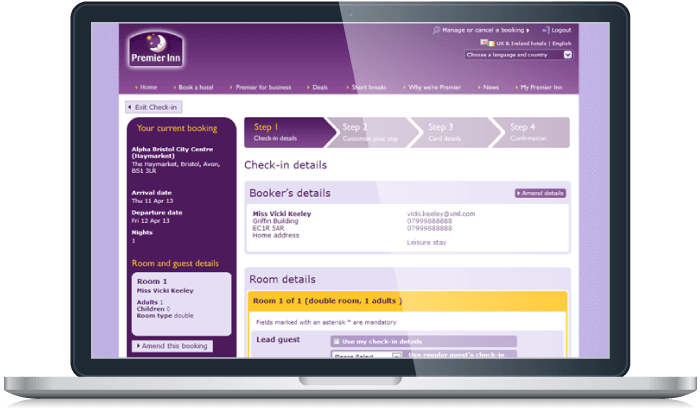 Manage or cancel a booking
Logout
UK & Ireland hotels | English
Choose a language and country
Premier Inn
Home
Book a hotel
Premier for business
Deals
Short breaks
Why we're Premier
News
My Premier Inn
Exit Check-in
Your current booking
Alpha Bristol City Centre
(Haymarket)
The Haymarket, Bristol, Avon,
BS1 3LR
Arrival date
Thu 11 Apr 13
Departure date
Fri 12 Apr 13
Nights
1
Room and guest details
Room 1
Miss Vicki Keeley
Adults 1
Children 0
Room type double
Amend this booking
Step 1
Check-in details
Step 2
Customise your stay
Step 3
Card details
Step 4
Confirmation
Check-in details
Booker's details
Amend details
Miss Vicki Keeley
Griffin Building
EC1R 5AR
Home address
vicki.keeley@vml.com
07999888888
07999888888
Leisure stay
Room details
Room 1 of 1 (double room, 1 adults )
Fields marked with an asterisk * are mandatory
Lead guest
Use my check-in details
Please Select
Use regular guest's check-in